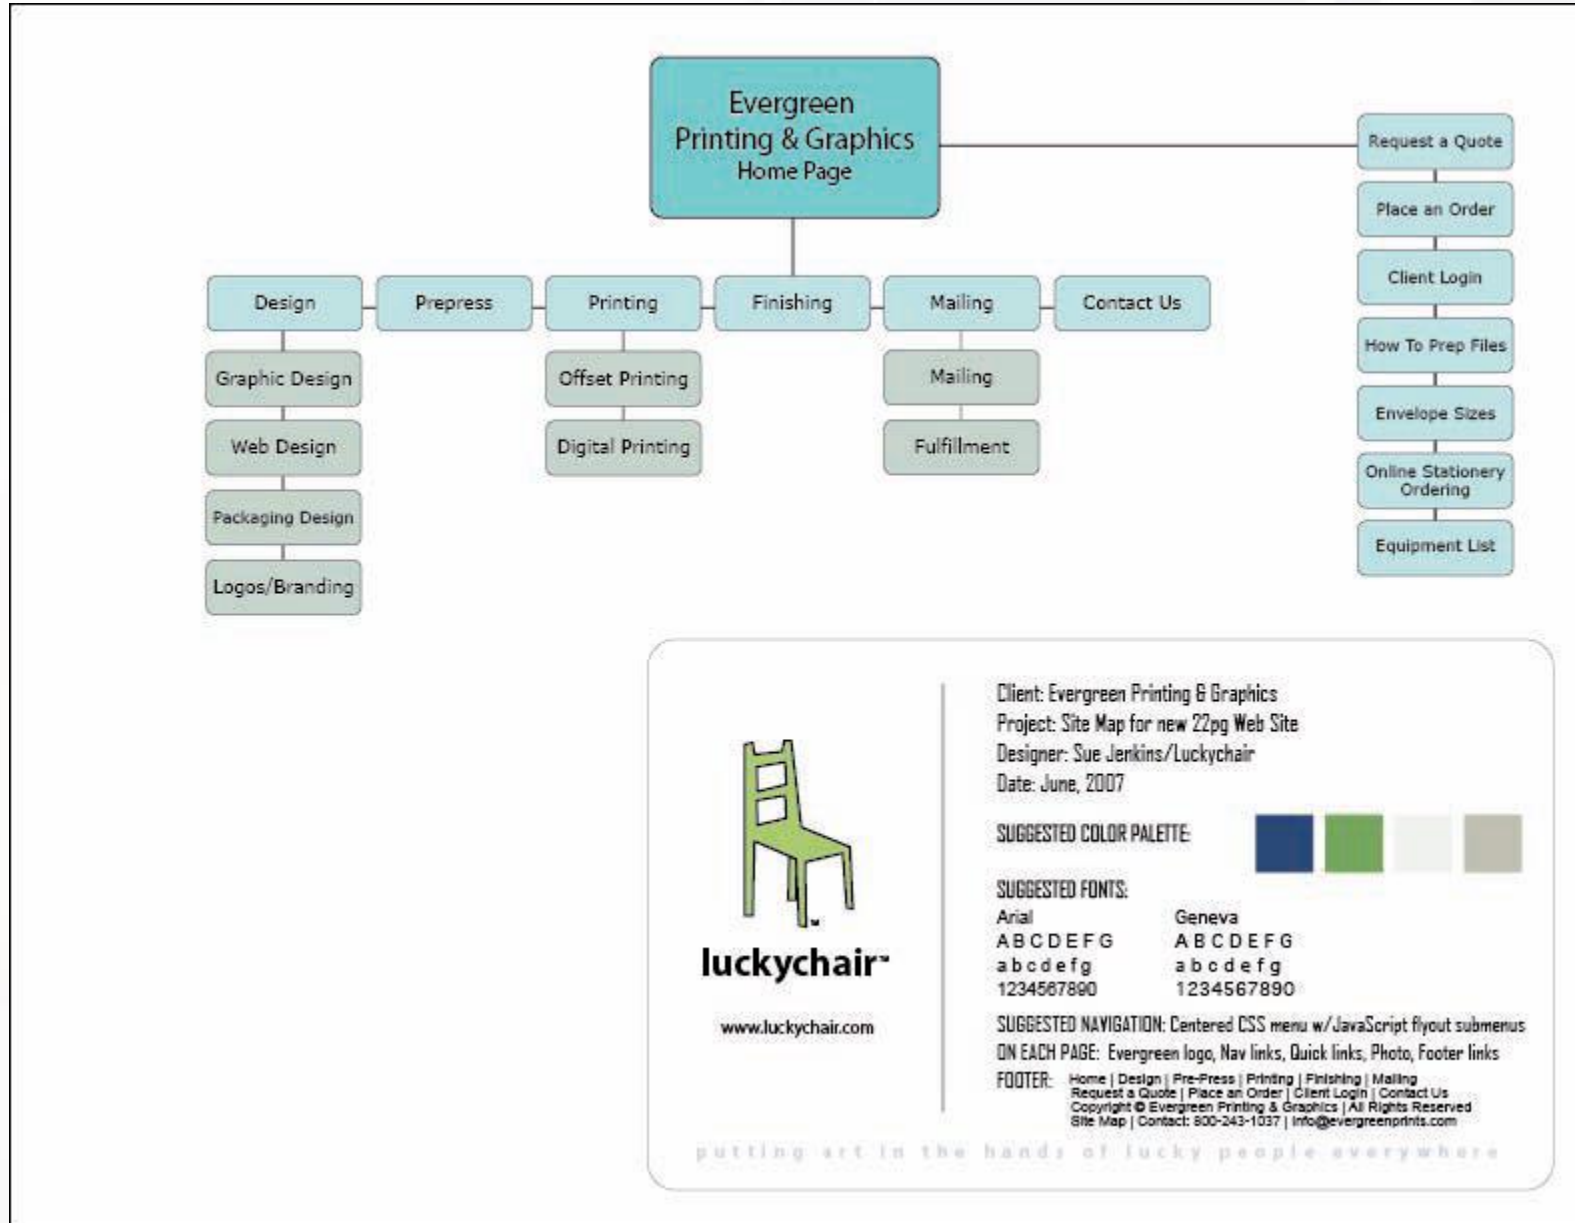 Evergreen
Printing & Graphics
Home Page
Request a Quote
Place an Order
Client Login
How To Prep Files
Envelope Sizes
Online Stationery
Ordering
Equipment List
Design
Prepress
Printing
Finishing
Mailing
Contact Us
Graphic Design
Offset Printing
Mailing
Web Design
Digital Printing
Fulfillment
Packaging Design
Logos/Branding
luckychair™
www.luckychair.com
Client: Evergreen Printing & Graphics
Project: Site Map for new 22pg Web Site
Designer: Sue Jenkins/Luckychair
Date: June, 2007
SUGGESTED COLOR PALETTE:
SUGGESTED FONTS:
Arial Geneva
A B C D E F G A B C D E F G
a b c d e f g a b c d e f g
1234567890 1234567890
SUGGESTED NAVIGATION: Centered CSS menu w/JavaScript flyout submenus
ON EACH PAGE: Evergreen logo, Nav links, Quick links, Photo, Footer links
FOOTER: Home | Design | Pre-Press | Printing | Finishing | Mailing
Request a Quote | Place an Order | Client Login | Contact Us
Copyright © Evergreen Printing & Graphics | All Rights Reserved
Site Map | Contact: 800-243-1037 | info@evergreenprints.com
putting art in the hands of lucky people everywhere